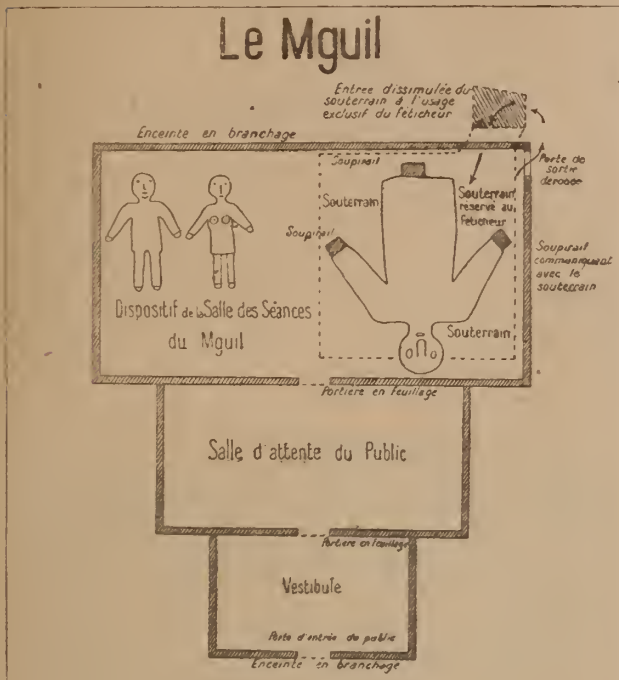 Le Mguil
Entrée dissimulée du
souterrain à l'usage
exclusif du féticheur
Enceinte en branchage
Porte de
sortie
dérobée
Soupirail
Souterrain
Souterrain
réservé au
féticheur
Soupirail
Soupirail
communiquant
avec le
souterrain
Dispositif de la Salle des Séances
du Mguil
Souterrain
Portière en feuillage
Salle d'attente du Public
Portière en feuillage
Vestibule
Porte d'entrée du public
Enceinte en branchage